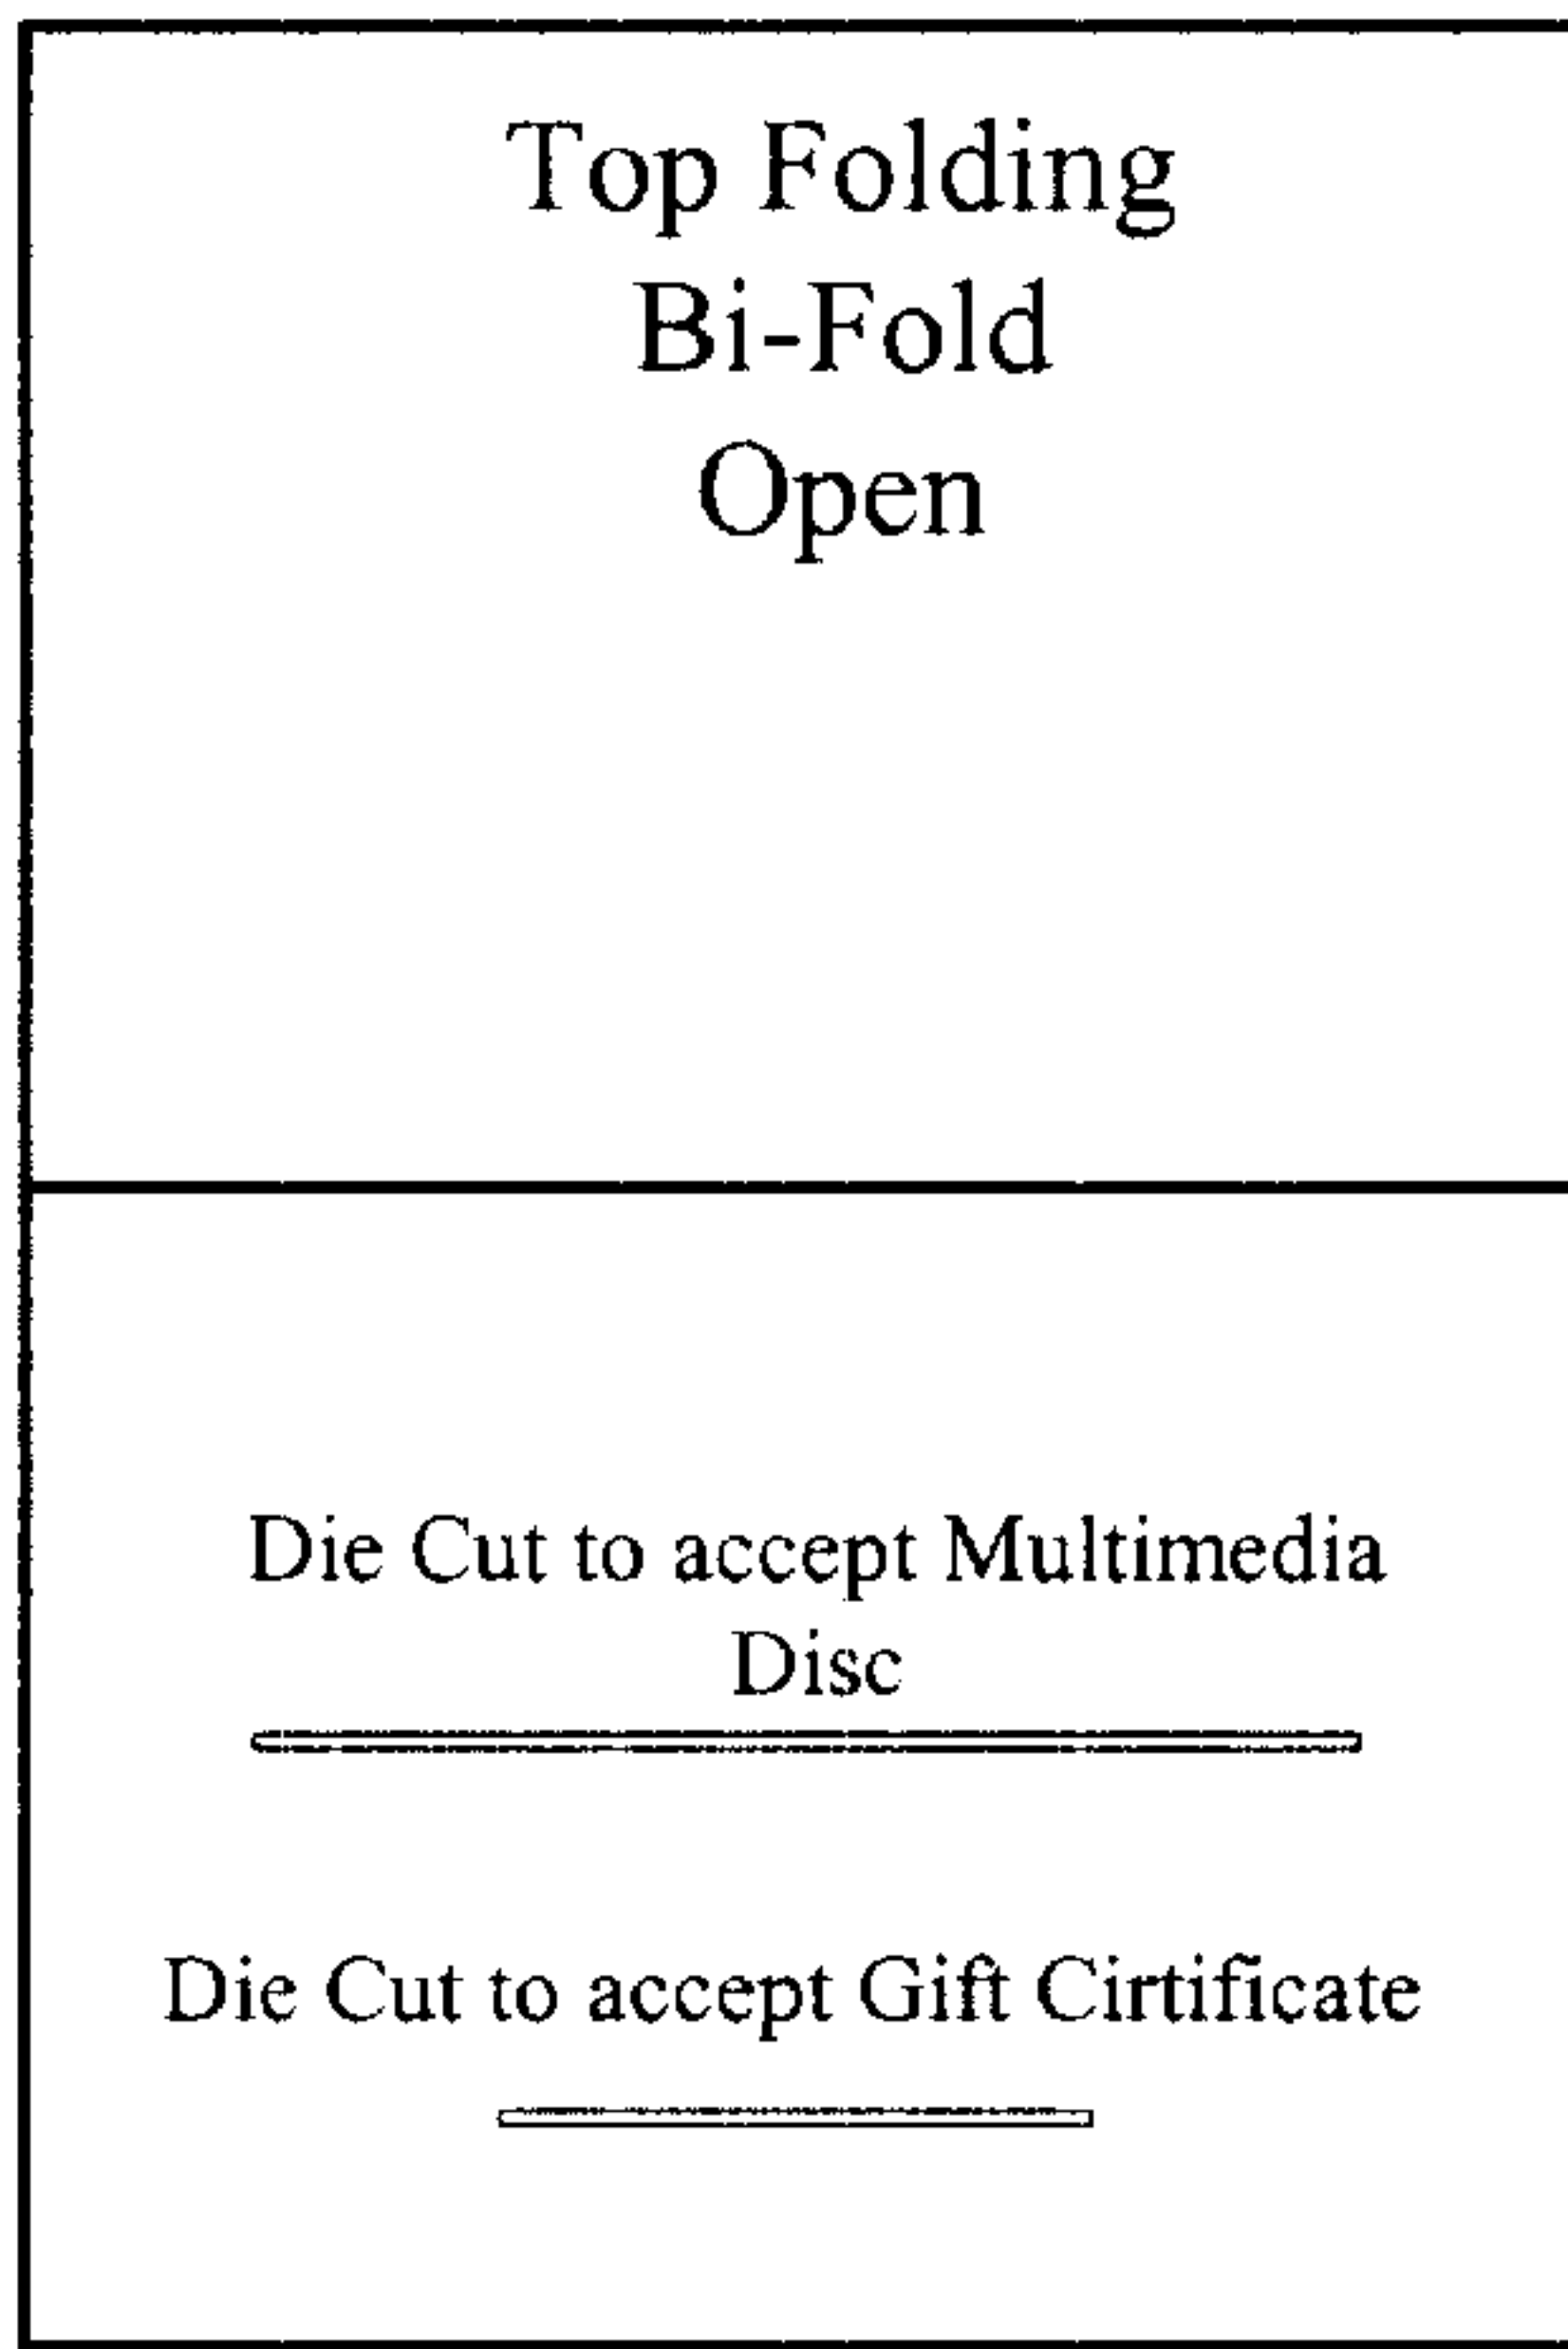 Top Folding
Bi-Fold
Open
Die Cut to accept Multimedia
Disc
Die Cut to accept Gift Cirtificate